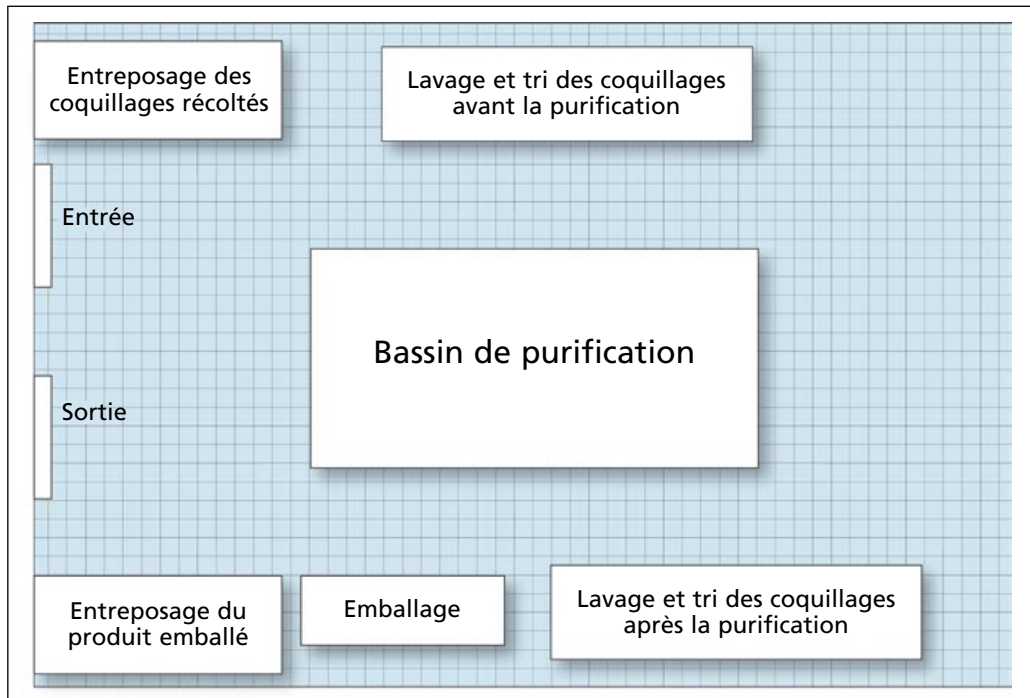 Entreposage des
coquillages récoltés
Lavage et tri des coquillages
avant la purification
Entrée
Bassin de purification
Sortie
Entreposage du
produit emballé
Emballage
Lavage et tri des coquillages
après la purification